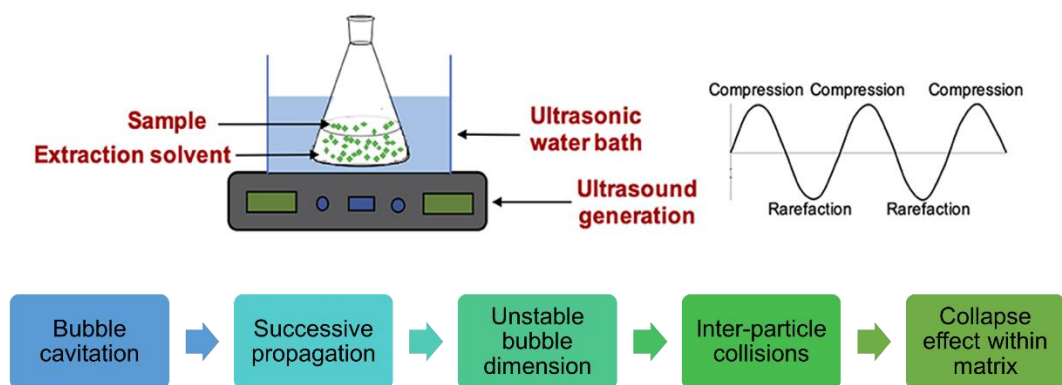 Sample
Extraction solvent
Ultrasonic
water bath
Ultrasound
generation
Compression Compression Compression
Rarefaction Rarefaction
Bubble
cavitation
Successive
propagation
Unstable
bubble
dimension
Inter-particle
collisions
Collapse
effect within
matrix